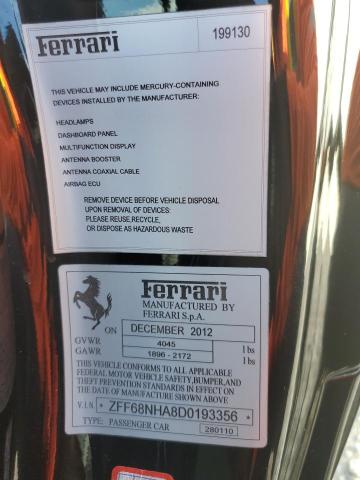 Ferrari 199130
THIS VEHICLE MAY INCLUDE MERCURY-CONTAINING
DEVICES INSTALLED BY THE MANUFACTURER:
HEADLAMPS
DASHBOARD PANEL
MULTIFUNCTION DISPLAY
ANTENNA BOOSTER
ANTENNA COAXIAL CABLE
AIRBAG ECU
REMOVE DEVICE BEFORE VEHICLE DISPOSAL
UPON REMOVAL OF DEVICES:
PLEASE REUSE,RECYCLE,
OR DISPOSE AS HAZARDOUS WASTE
Ferrari
MANUFACTURED BY
FERRARI S.p.A.
ON DECEMBER 2012
GVWR 4045 lbs
GAWR 1896 - 2172 lbs
THIS VEHICLE CONFORMS TO ALL APPLICABLE
FEDERAL MOTOR VEHICLE SAFETY,BUMPER,AND
THEFT PREVENTION STANDARDS IN EFFECT ON
THE DATE OF MANUFACTURE SHOWN ABOVE.
V.I.N. *ZFF68NHA8D0193356*
TYPE: PASSENGER CAR 280110